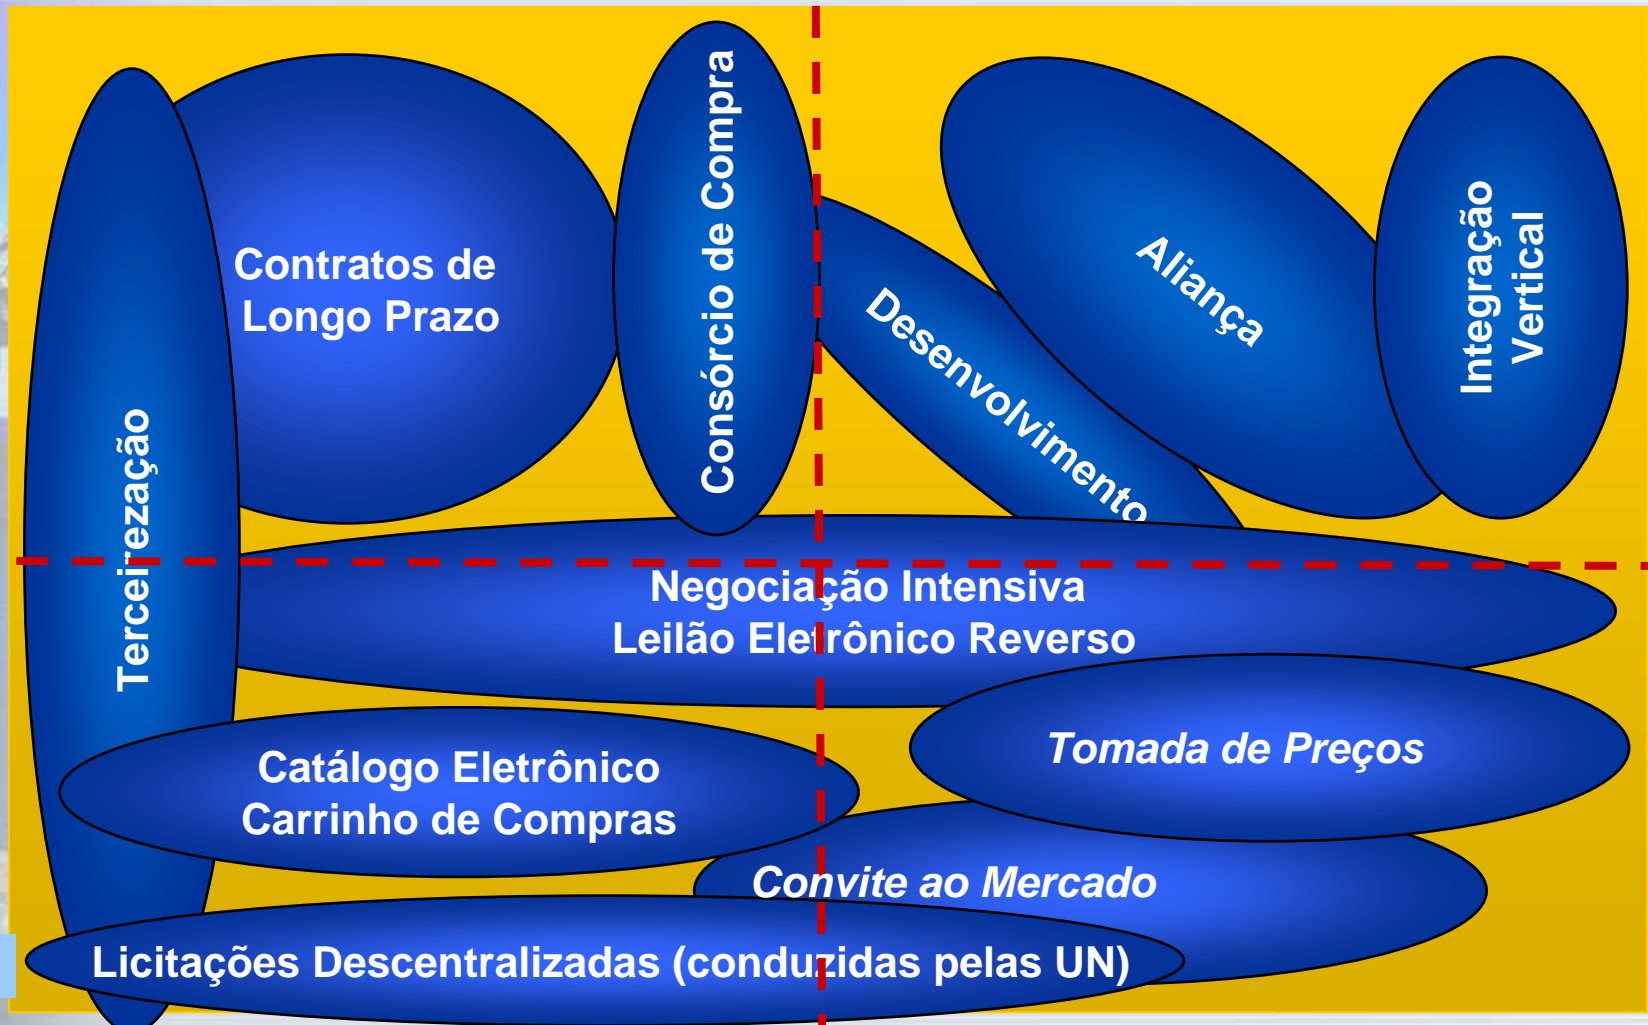 Terceirezação
Contratos de
Longo Prazo
Consórcio de Compra
Desenvolvimento
Aliança
Integração
Vertical
Negociação Intensiva
Leilão Eletrônico Reverso
Tomada de Preços
Catálogo Eletrônico
Carrinho de Compras
Convite ao Mercado
Licitações Descentralizadas (conduzidas pelas UN)